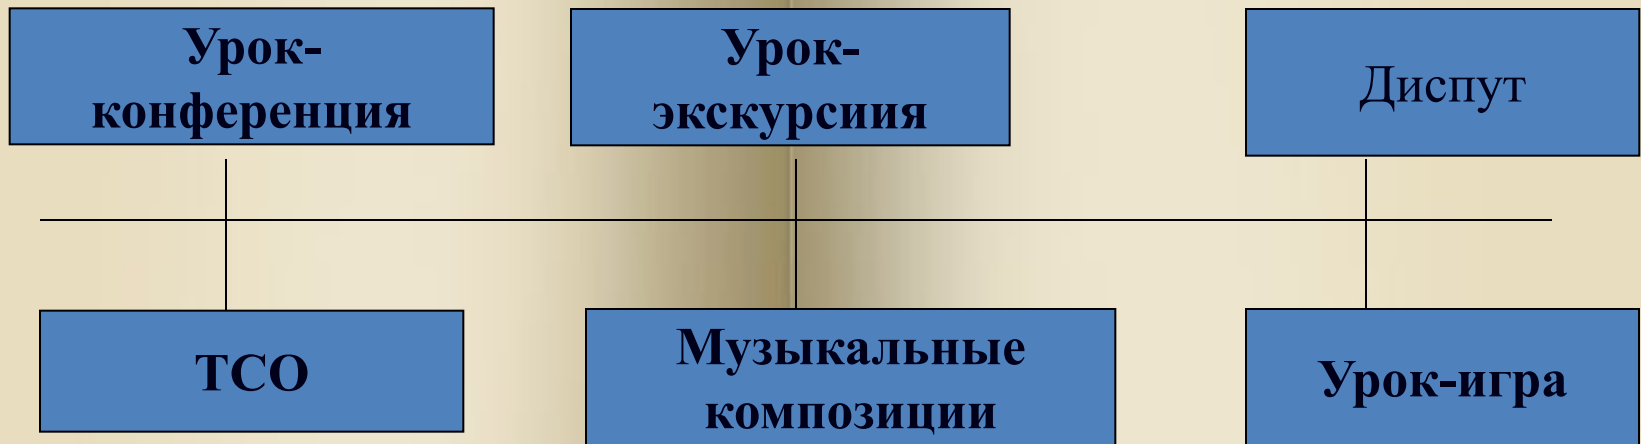 Урок-
конференция
Урок-
экскурсиия
Диспут
ТСО
Музыкальные
композиции
Урок-игра